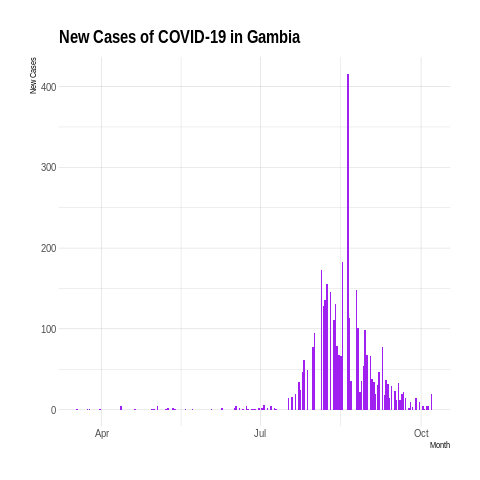 New Cases of COVID-19 in Gambia
New Cases
400
300
200
100
0
Apr
Jul
Oct
Month